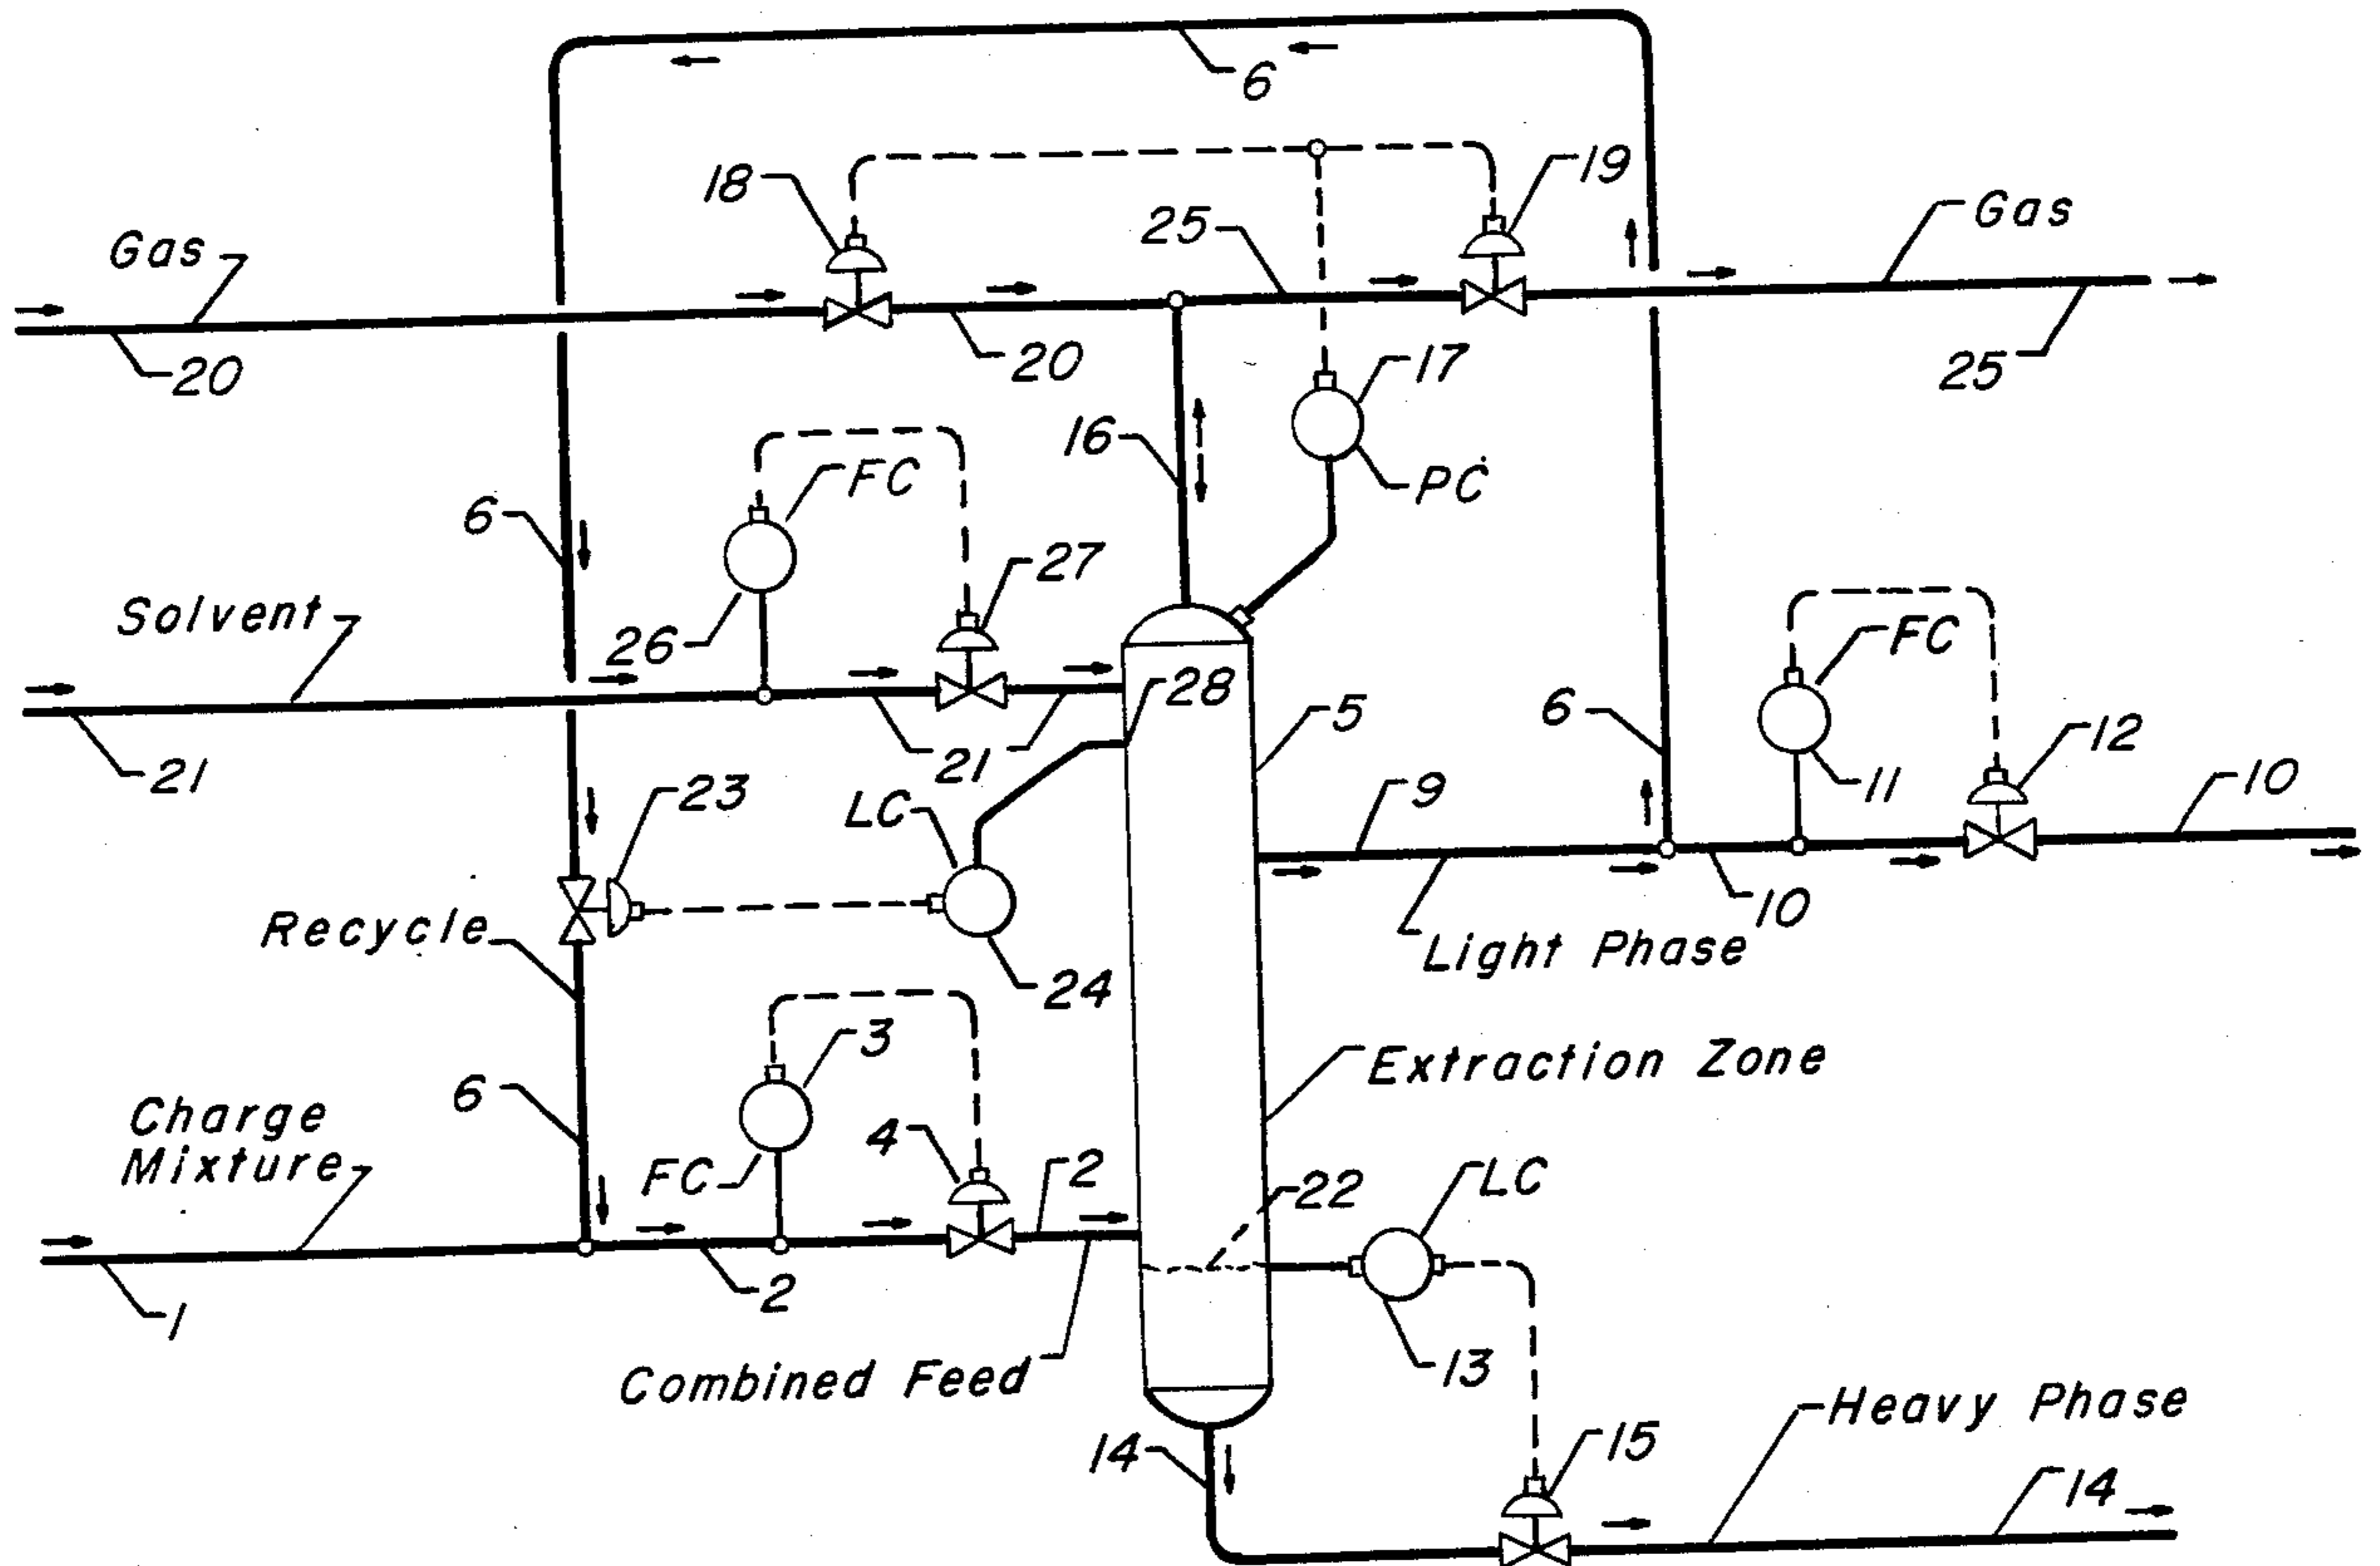 6
18
19
Gas
25
Gas
20
20
25
17
16
PC
FC
6
27
Solvent
26
FC
28
5
6
12
21
21
23
9
11
10
LC
Recycle
10
Light Phase
24
3
Extraction Zone
6
Charge
Mixture
4
FC
2
22
LC
2
1
Combined Feed
13
Heavy Phase
14
15
14